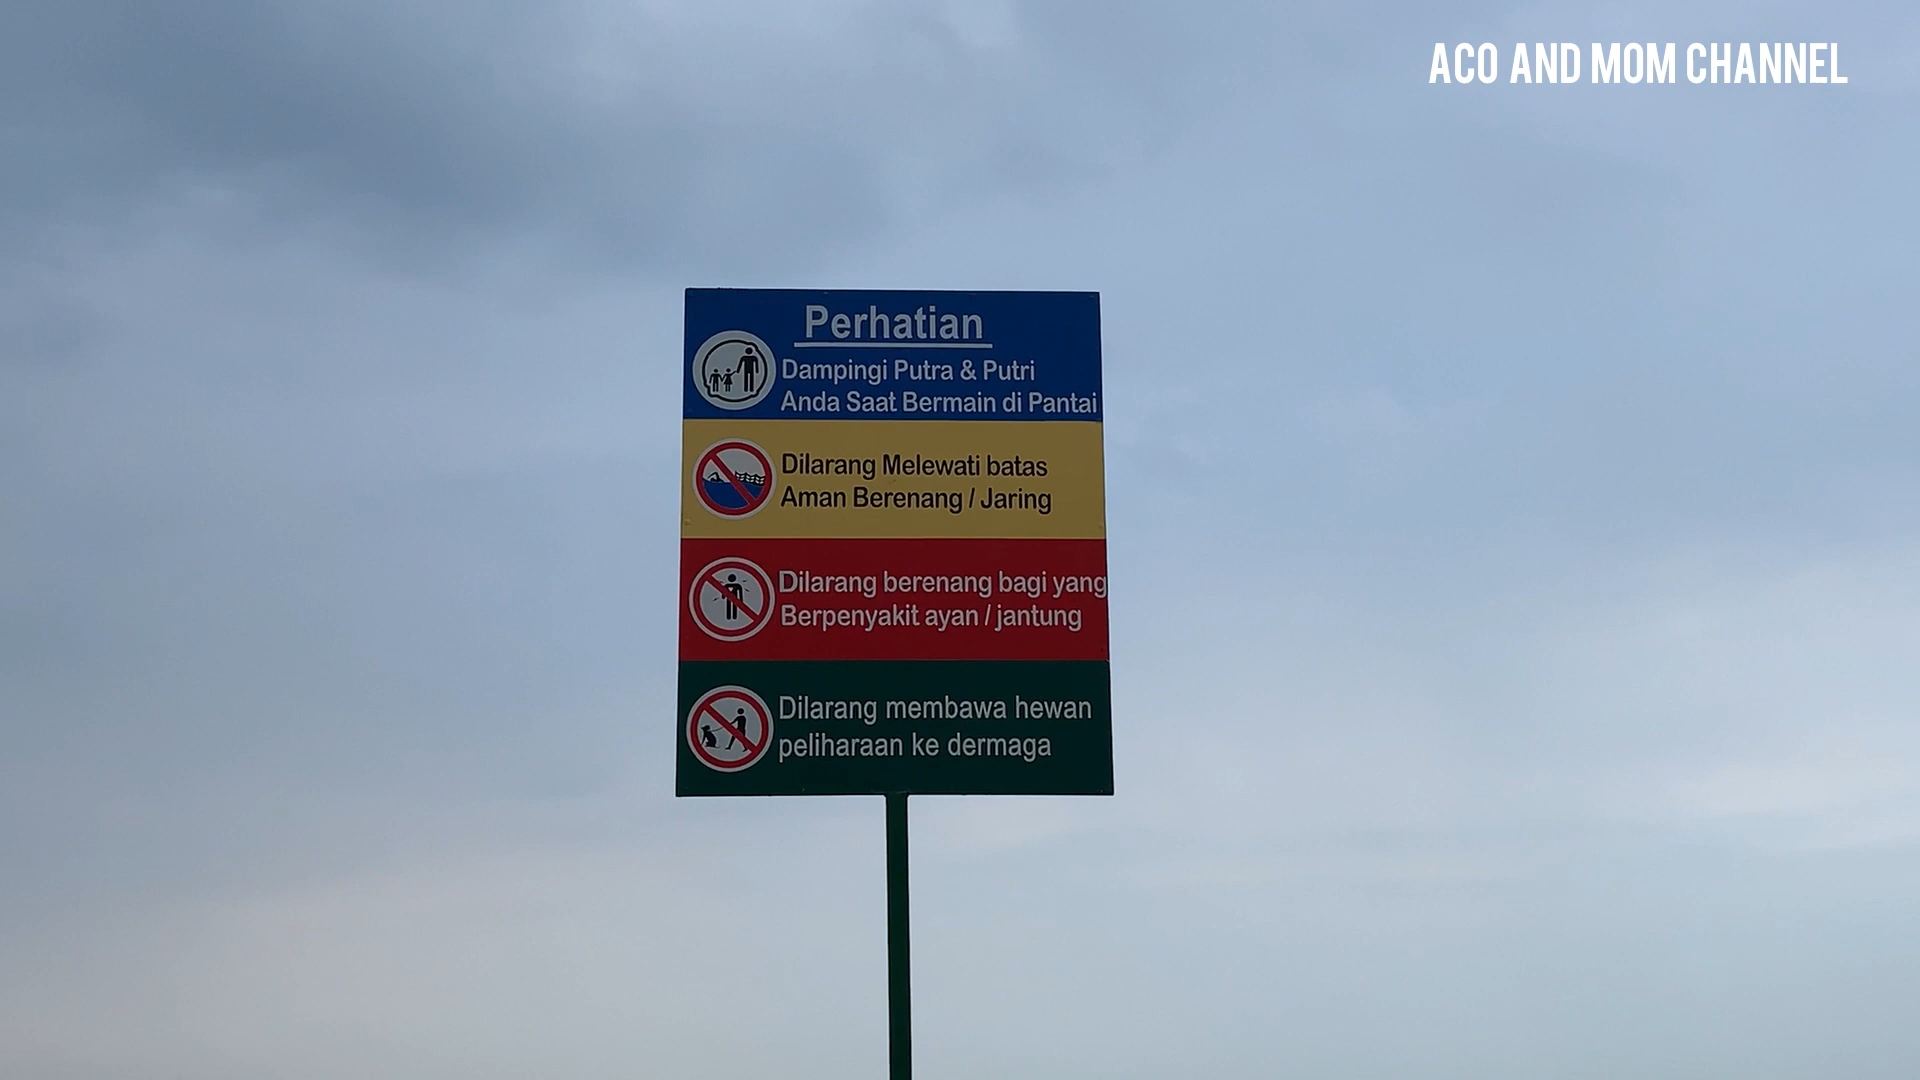 ACO AND MOM CHANNEL
Perhatian
Dampingi Putra & Putri
Anda Saat Bermain di Pantai
Dilarang Melewati batas
Aman Berenang / Jaring
Dilarang berenang bagi yang
Berpenyakit ayan / jantung
Dilarang membawa hewan
peliharaan ke dermaga